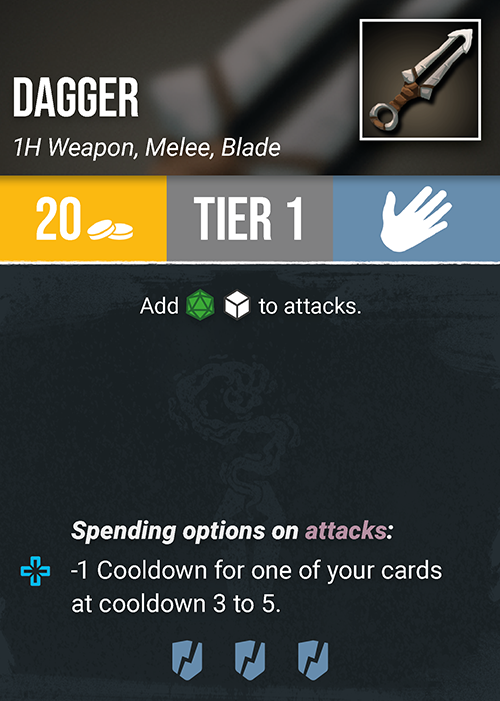 DAGGER
1H Weapon, Melee, Blade
20 TIER 1
Add to attacks.
Spending options on attacks:
-1 Cooldown for one of your cards
at cooldown 3 to 5.